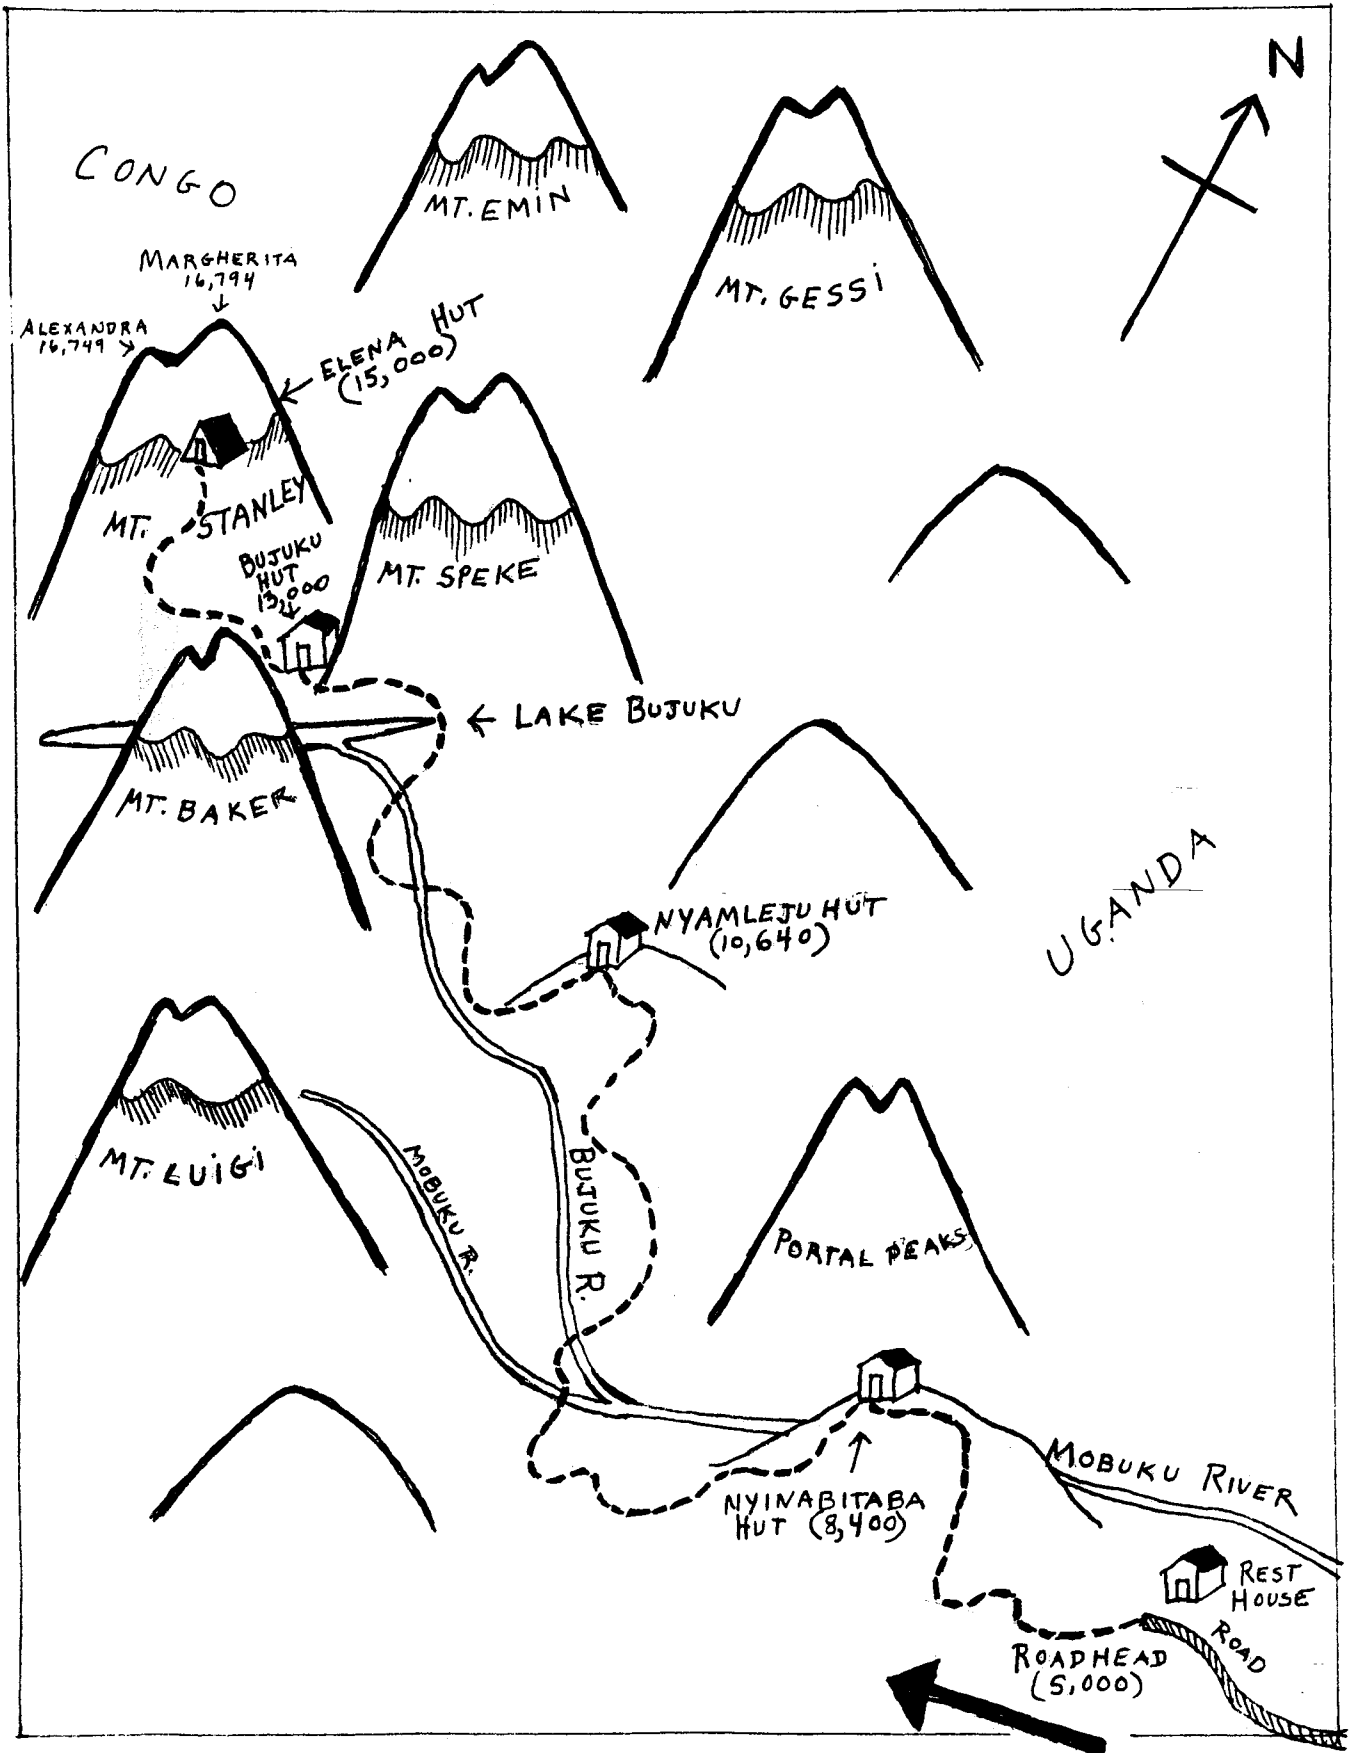 N
CONGO
MT. EMIN
MT. GESSI
MARGHERITA
16,794
ALEXANDRA
16,749
ELENA HUT
(15,000)
MT. STANLEY
BUJUKU
HUT
13,000
MT. SPEKE
LAKE BUJUKU
MT. BAKER
UGANDA
NYAMLEJU HUT
(10,640)
MT. LUIGI
MOBUKU R.
BUJUKU R.
PORTAL PEAKS
NYINABITABA
HUT (8,400)
MOBUKU RIVER
REST
HOUSE
ROAD
ROADHEAD
(5,000)